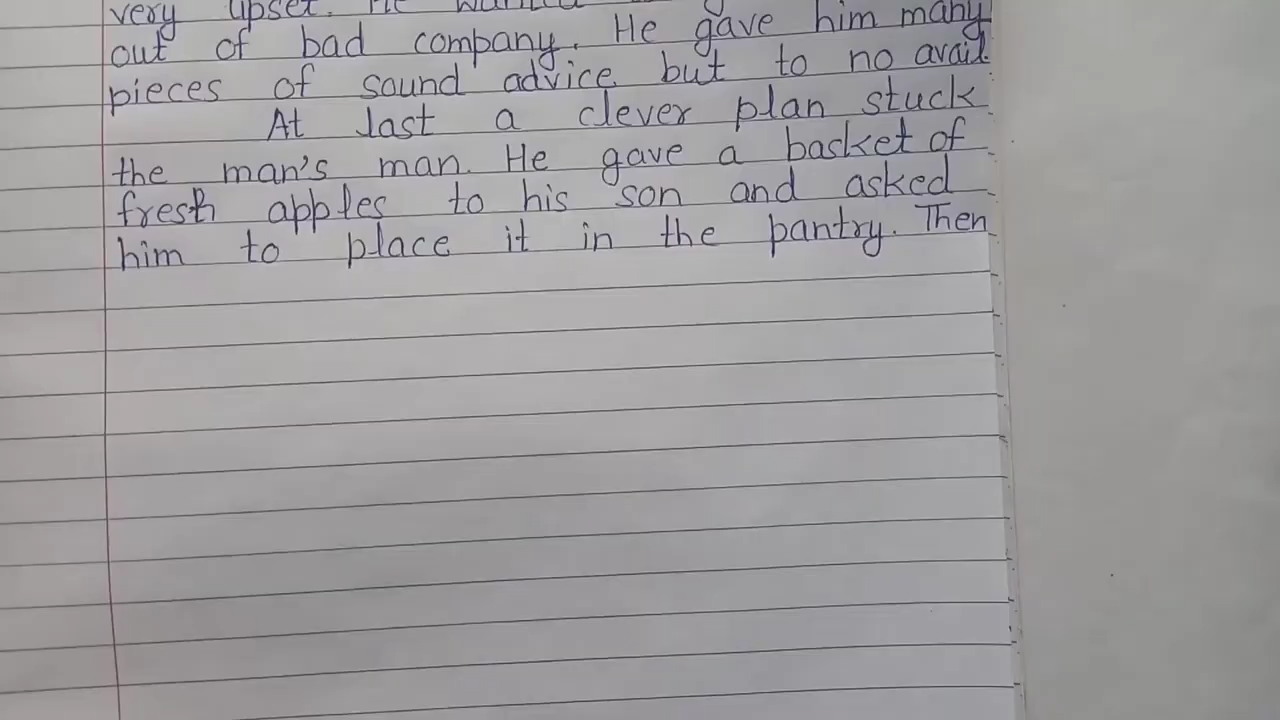 very upset. He wanted
out of bad company. He gave him many
pieces of sound advice but to no avail.
At last a clever plan stuck
the man's man. He gave a basket of
fresh apples to his son and asked
him to place it in the pantry. Then